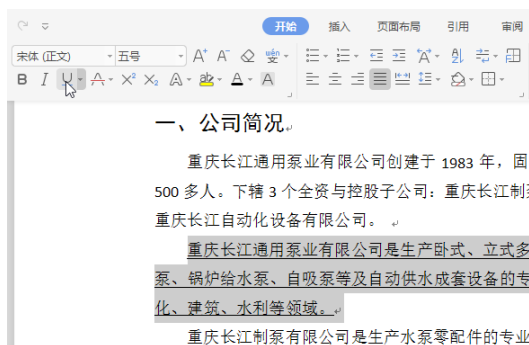 开始 插入 页面布局 引用 审阅
宋体 (正文) 五号 A+ A- wén A
B I U A X² X₂ A ab A A
一、公司简况
重庆长江通用泵业有限公司创建于 1983 年，固
500 多人。下辖 3 个全资与控股子公司：重庆长江制
重庆长江自动化设备有限公司。
重庆长江通用泵业有限公司是生产卧式、立式多
泵、锅炉给水泵、自吸泵等及自动供水成套设备的专
化、建筑、水利等领域。
重庆长江制泵有限公司是生产水泵零配件的专业